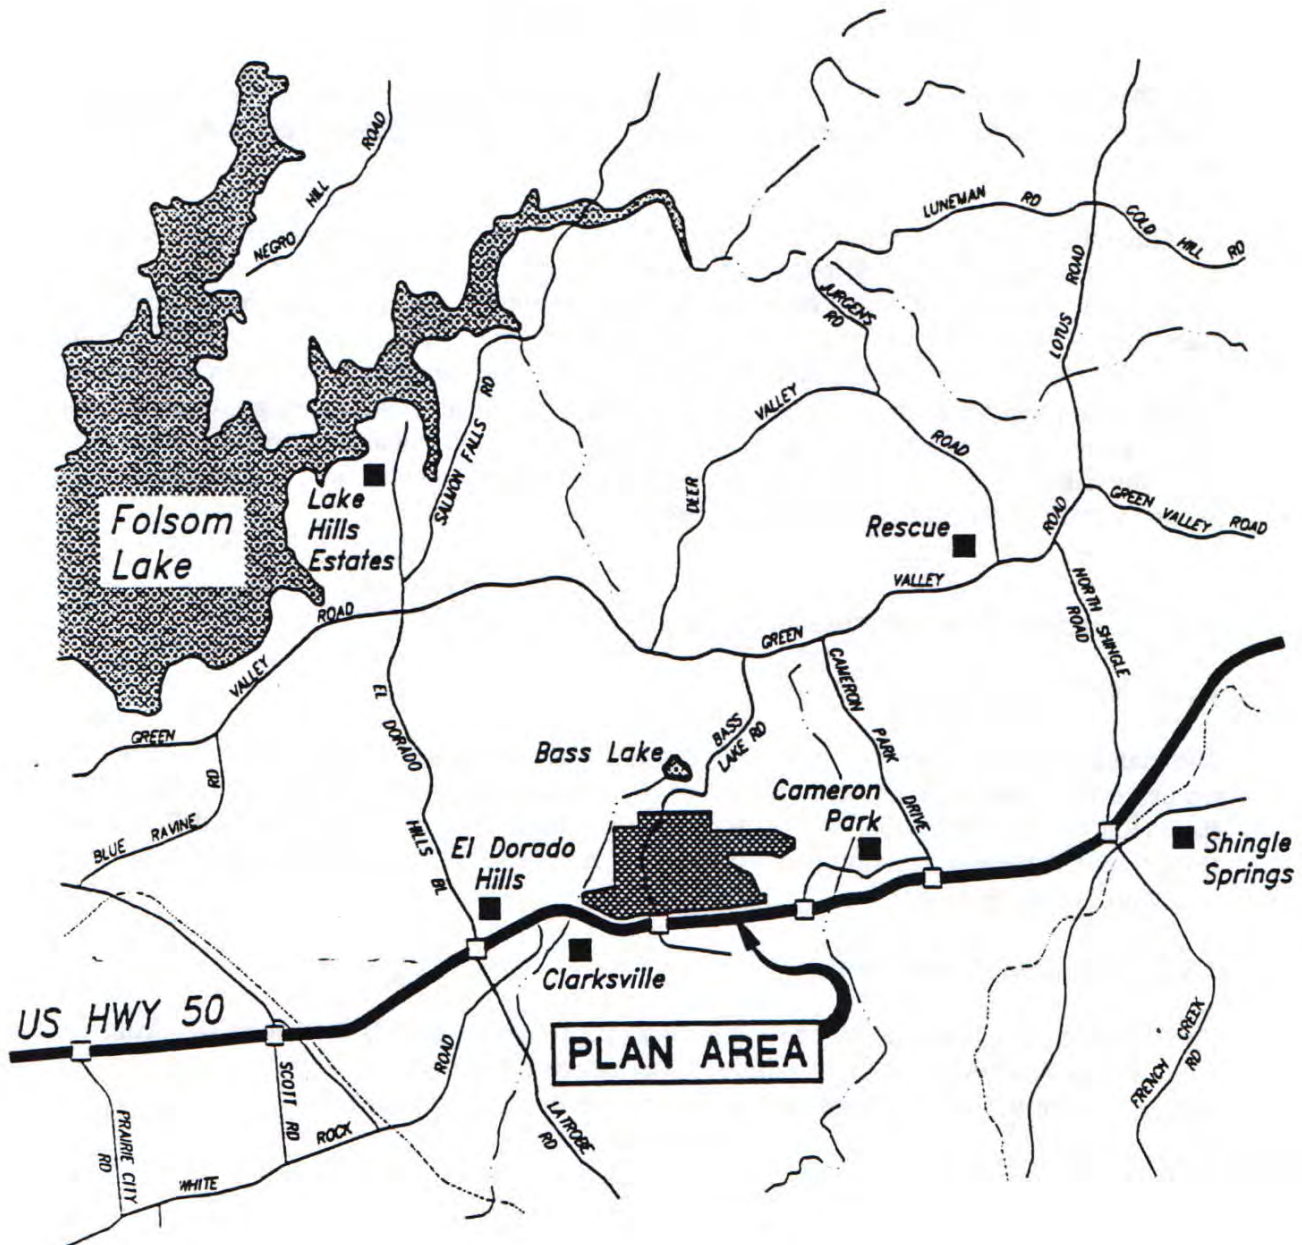 NEGRO HILL ROAD
LUNEMAN RD
GOLD HILL RD
JURGENS RD
LOTUS ROAD
DEER VALLEY ROAD
SALMON FALLS RD
Folsom
Lake
Lake
Hills
Estates
Rescue
GREEN VALLEY ROAD
GREEN VALLEY ROAD
GREEN VALLEY ROAD
NORTH SHINGLE
ROAD
EL DORADO HILLS BL
BASS
LAKE RD
CAMERON PARK DRIVE
Bass Lake
Cameron
Park
BLUE RAVINE RD
El Dorado
Hills
Shingle
Springs
Clarksville
US HWY 50
PLAN AREA
PRAIRIE CITY
RD
SCOTT RD
WHITE ROCK ROAD
LATROBE
RD
FRENCH CREEK
RD